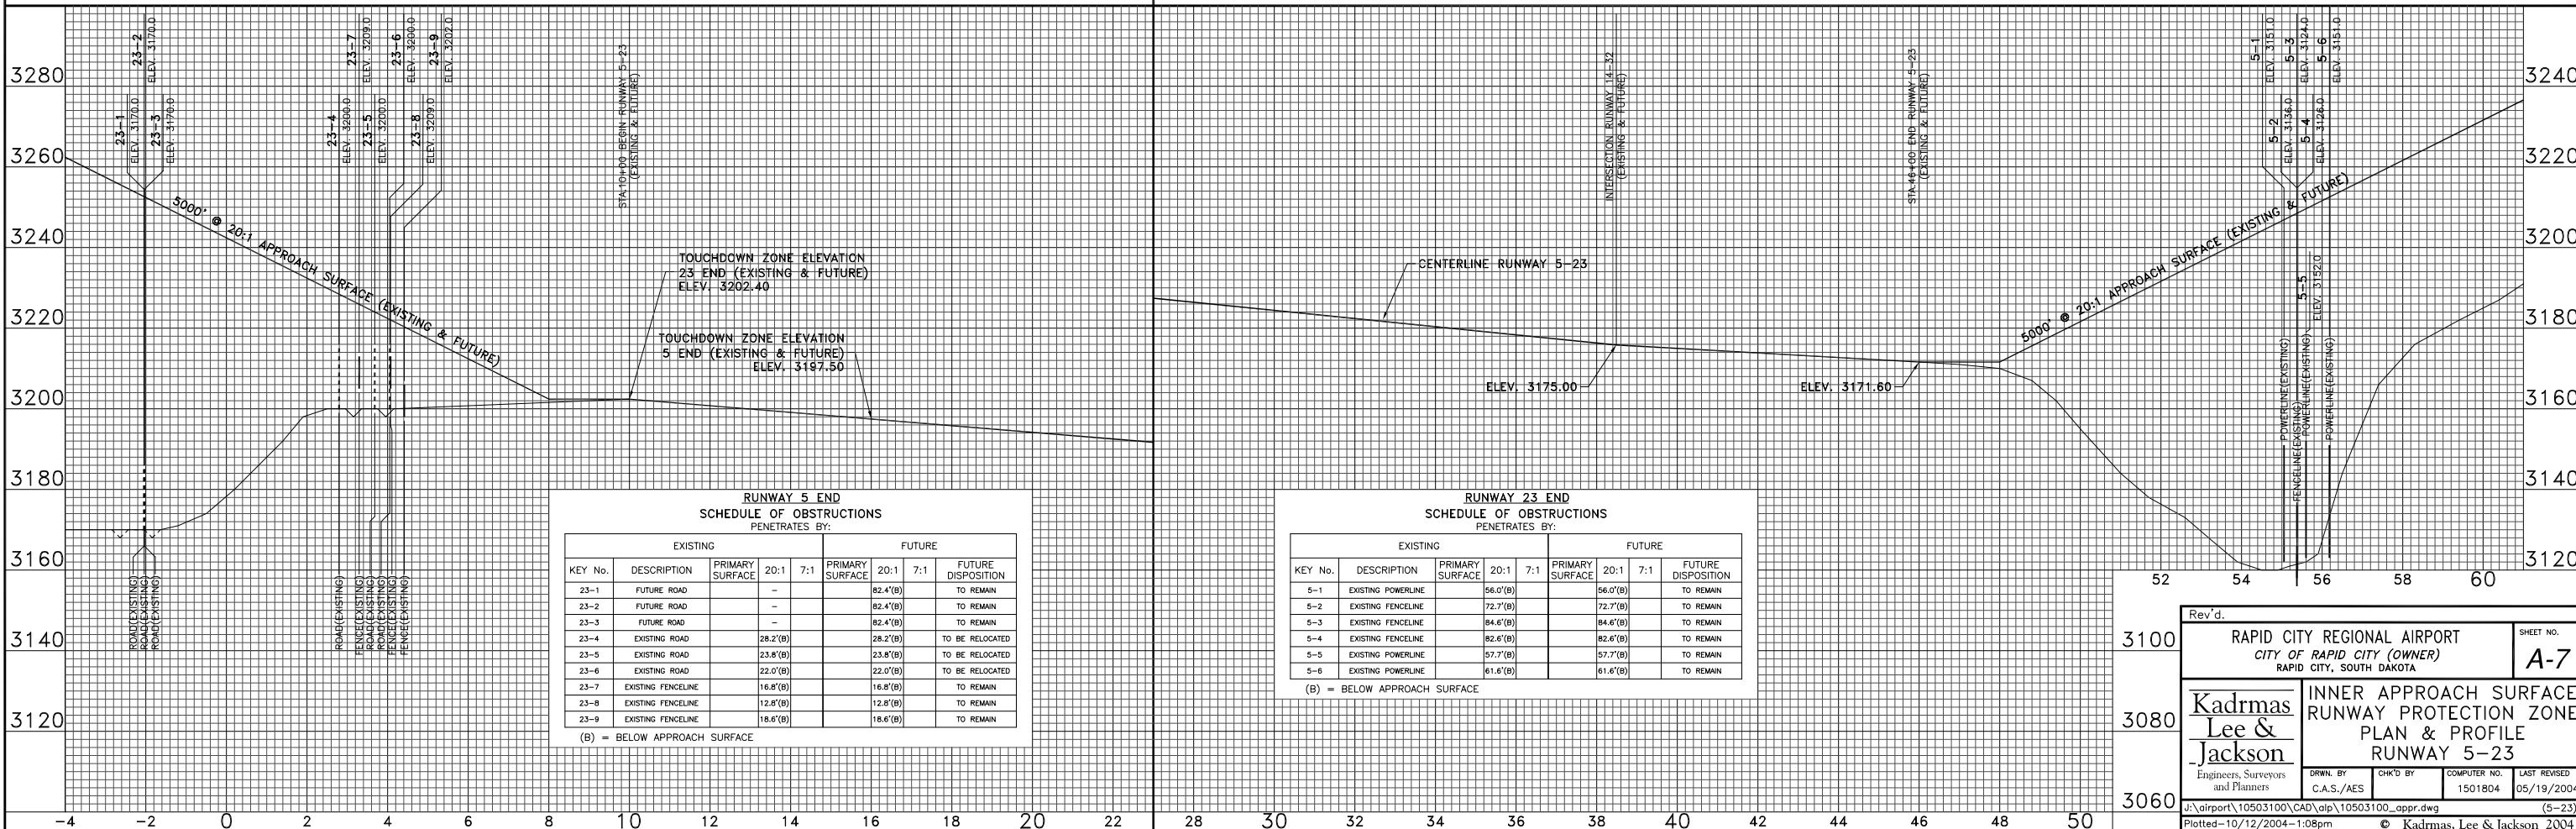 3280
3260
3240
3220
3200
3180
3160
3140
3120
23-1
ELEV. 3170.0
23-2
ELEV. 3170.0
23-3
ELEV. 3170.0
23-4
ELEV. 3200.0
23-7
ELEV. 3209.0
23-5
ELEV. 3200.0
23-6
ELEV. 3200.0
23-8
ELEV. 3209.0
23-9
ELEV. 3202.0
STA.10+00 BEGIN RUNWAY 5-23
(EXISTING & FUTURE)
5000' @ 20:1 APPROACH SURFACE (EXISTING & FUTURE)
TOUCHDOWN ZONE ELEVATION
23 END (EXISTING & FUTURE)
ELEV. 3202.40
TOUCHDOWN ZONE ELEVATION
5 END (EXISTING & FUTURE)
ELEV. 3197.50
ROAD(EXISTING)
ROAD(EXISTING)
ROAD(EXISTING)
ROAD(EXISTING)
FENCE(EXISTING)
ROAD(EXISTING)
ROAD(EXISTING)
FENCE(EXISTING)
FENCE(EXISTING)
RUNWAY 5 END
SCHEDULE OF OBSTRUCTIONS
PENETRATES BY:
EXISTING FUTURE
KEY No. DESCRIPTION PRIMARY SURFACE 20:1 7:1 PRIMARY SURFACE 20:1 7:1 FUTURE DISPOSITION
23-1 FUTURE ROAD - 82.4'(B) TO REMAIN
23-2 FUTURE ROAD - 82.4'(B) TO REMAIN
23-3 FUTURE ROAD - 82.4'(B) TO REMAIN
23-4 EXISTING ROAD 28.2'(B) 28.2'(B) TO BE RELOCATED
23-5 EXISTING ROAD 23.8'(B) 23.8'(B) TO BE RELOCATED
23-6 EXISTING ROAD 22.0'(B) 22.0'(B) TO BE RELOCATED
23-7 EXISTING FENCELINE 16.8'(B) 16.8'(B) TO REMAIN
23-8 EXISTING FENCELINE 12.8'(B) 12.8'(B) TO REMAIN
23-9 EXISTING FENCELINE 18.6'(B) 18.6'(B) TO REMAIN
(B) = BELOW APPROACH SURFACE
-4 -2 0 2 4 6 8 10 12 14 16 18 20 22
INTERSECTION RUNWAY 14-32
(EXISTING & FUTURE)
STA.46+00 END RUNWAY 5-23
(EXISTING & FUTURE)
CENTERLINE RUNWAY 5-23
ELEV. 3175.00
ELEV. 3171.60
5000' @ 20:1 APPROACH SURFACE (EXISTING & FUTURE)
5-1
ELEV. 3151.0
5-2
ELEV. 3136.0
5-3
ELEV. 3124.0
5-4
ELEV. 3126.0
5-6
ELEV. 3151.0
5-5
ELEV. 3152.0
POWERLINE(EXISTING)
FENCELINE(EXISTING)
POWERLINE(EXISTING)
POWERLINE(EXISTING)
3240
3220
3200
3180
3160
3140
3120
3100
3080
3060
RUNWAY 23 END
SCHEDULE OF OBSTRUCTIONS
PENETRATES BY:
EXISTING FUTURE
KEY No. DESCRIPTION PRIMARY SURFACE 20:1 7:1 PRIMARY SURFACE 20:1 7:1 FUTURE DISPOSITION
5-1 EXISTING POWERLINE 56.0'(B) 56.0'(B) TO REMAIN
5-2 EXISTING FENCELINE 72.7'(B) 72.7'(B) TO REMAIN
5-3 EXISTING FENCELINE 84.6'(B) 84.6'(B) TO REMAIN
5-4 EXISTING FENCELINE 82.6'(B) 82.6'(B) TO REMAIN
5-5 EXISTING POWERLINE 57.7'(B) 57.7'(B) TO REMAIN
5-6 EXISTING POWERLINE 61.6'(B) 61.6'(B) TO REMAIN
(B) = BELOW APPROACH SURFACE
28 30 32 34 36 38 40 42 44 46 48 50
52 54 56 58 60
Rev'd.
RAPID CITY REGIONAL AIRPORT
CITY OF RAPID CITY (OWNER)
RAPID CITY, SOUTH DAKOTA
SHEET NO.
A-7
Kadrmas
Lee &
Jackson
Engineers, Surveyors
and Planners
INNER APPROACH SURFACE
RUNWAY PROTECTION ZONE
PLAN & PROFILE
RUNWAY 5-23
DRWN. BY CHK'D BY COMPUTER NO. LAST REVISED
C.A.S./AES 1501804 05/19/2004
J:\airport\10503100\CAD\alp\10503100_appr.dwg (5-23)
Plotted-10/12/2004-1:08pm © Kadrmas, Lee & Jackson 2004